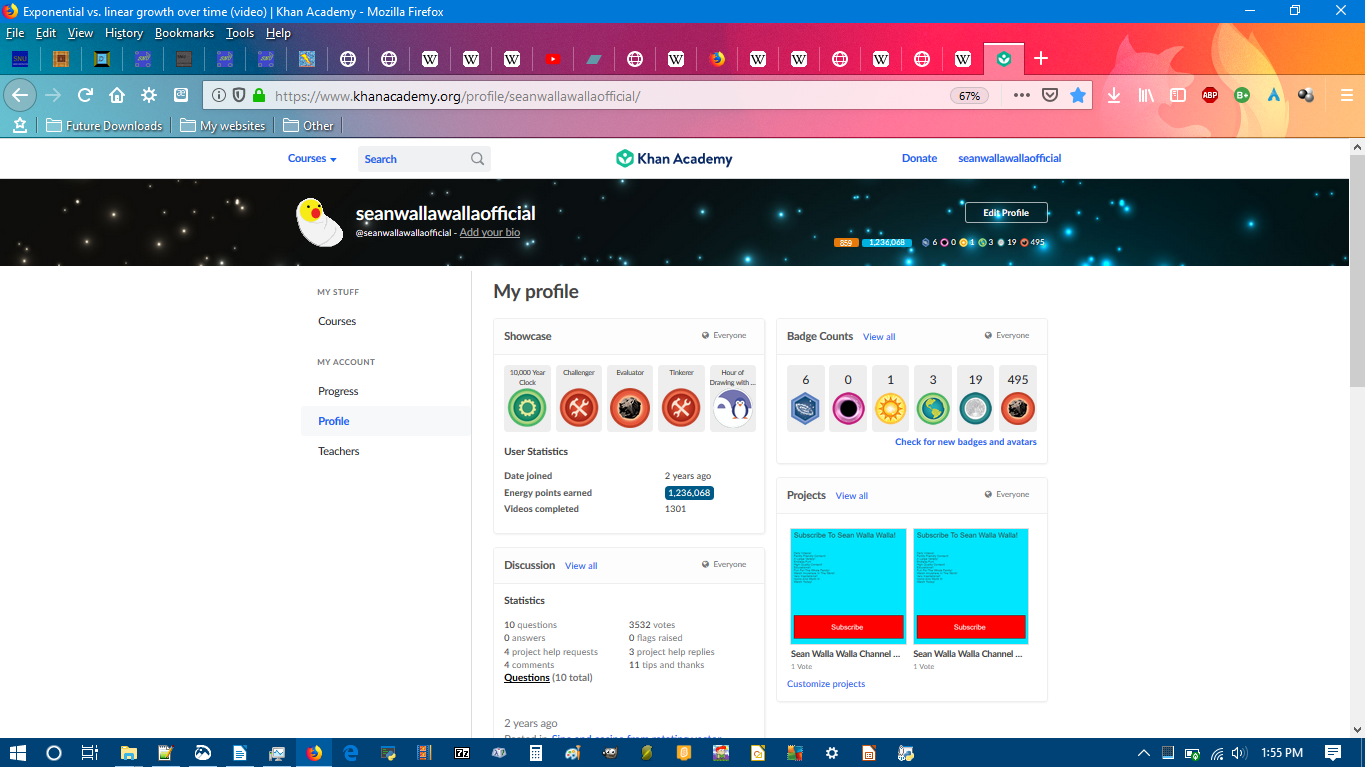 Exponential vs. linear growth over time (video) | Khan Academy - Mozilla Firefox
File Edit View History Bookmarks Tools Help
https://www.khanacademy.org/profile/seanwallawallaofficial/ 67%
Future Downloads My websites Other
Courses Search Khan Academy Donate seanwallawallaofficial
seanwallawallaofficial
@seanwallawallaofficial - Add your bio
Edit Profile
859 1,236,068 6 0 1 3 19 495
MY STUFF
Courses
MY ACCOUNT
Progress
Profile
Teachers
My profile
Showcase Everyone
10,000 Year Clock
Challenger
Evaluator
Tinkerer
Hour of Drawing with ...
User Statistics
Date joined 2 years ago
Energy points earned 1,236,068
Videos completed 1301
Badge Counts View all Everyone
6 0 1 3 19 495
Check for new badges and avatars
Projects View all Everyone
Subscribe To Sean Walla Walla!
Subscribe
Sean Walla Walla Channel ...
1 Vote
Subscribe To Sean Walla Walla!
Subscribe
Sean Walla Walla Channel ...
1 Vote
Customize projects
Discussion View all Everyone
Statistics
10 questions 3532 votes
0 answers 0 flags raised
4 project help requests 3 project help replies
4 comments 11 tips and thanks
Questions (10 total)
2 years ago
1:55 PM